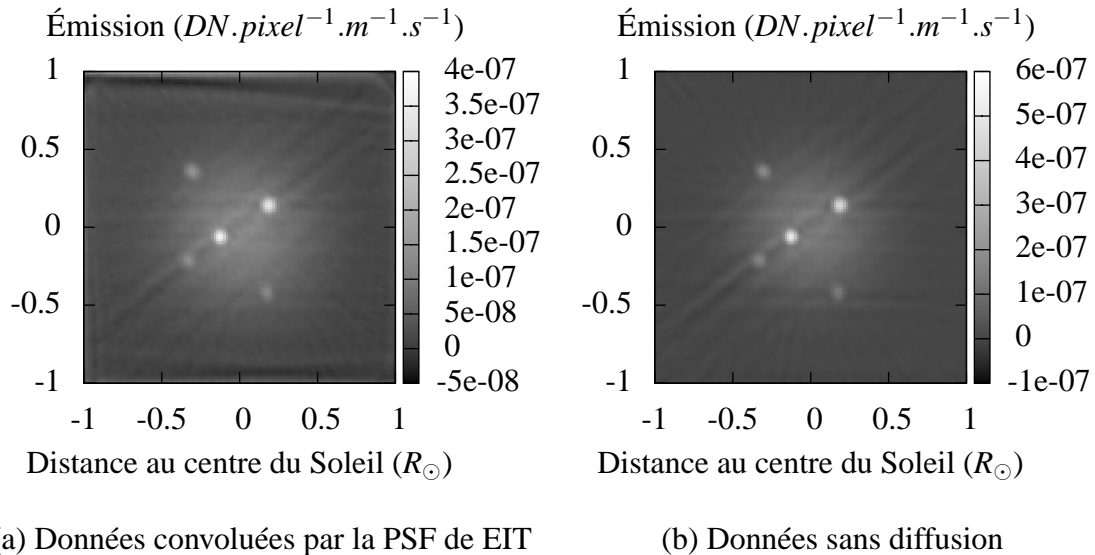 Émission (DN.pixel⁻¹.m⁻¹.s⁻¹)
1
0.5
0
-0.5
-1
-1
-0.5
0
0.5
1
4e-07
3.5e-07
3e-07
2.5e-07
2e-07
1.5e-07
1e-07
5e-08
0
-5e-08
Distance au centre du Soleil (R☉)
(a) Données convoluées par la PSF de EIT
Émission (DN.pixel⁻¹.m⁻¹.s⁻¹)
1
0.5
0
-0.5
-1
-1
-0.5
0
0.5
1
6e-07
5e-07
4e-07
3e-07
2e-07
1e-07
0
-1e-07
Distance au centre du Soleil (R☉)
(b) Données sans diffusion